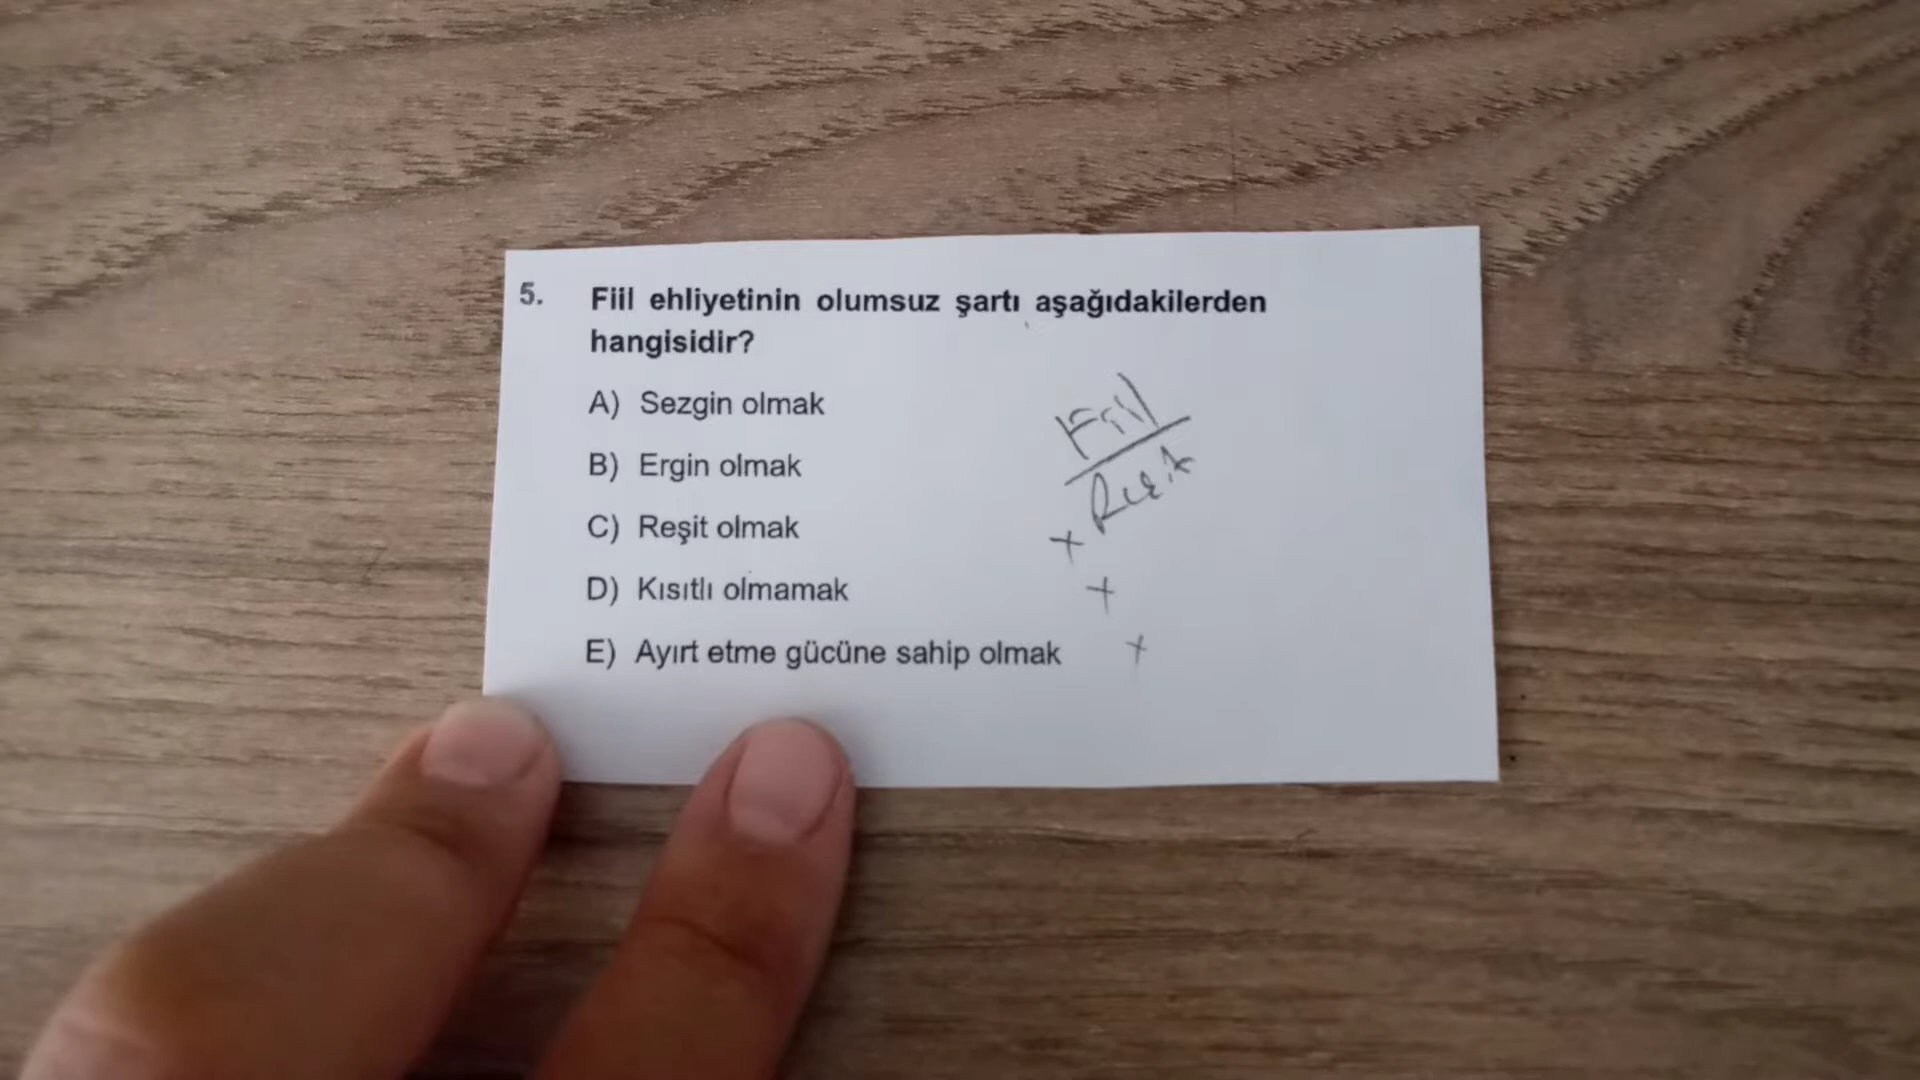 5. Fiil ehliyetinin olumsuz şartı aşağıdakilerden
hangisidir?
A) Sezgin olmak
B) Ergin olmak
C) Reşit olmak
D) Kısıtlı olmamak
E) Ayırt etme gücüne sahip olmak
Fiil
+
+
+